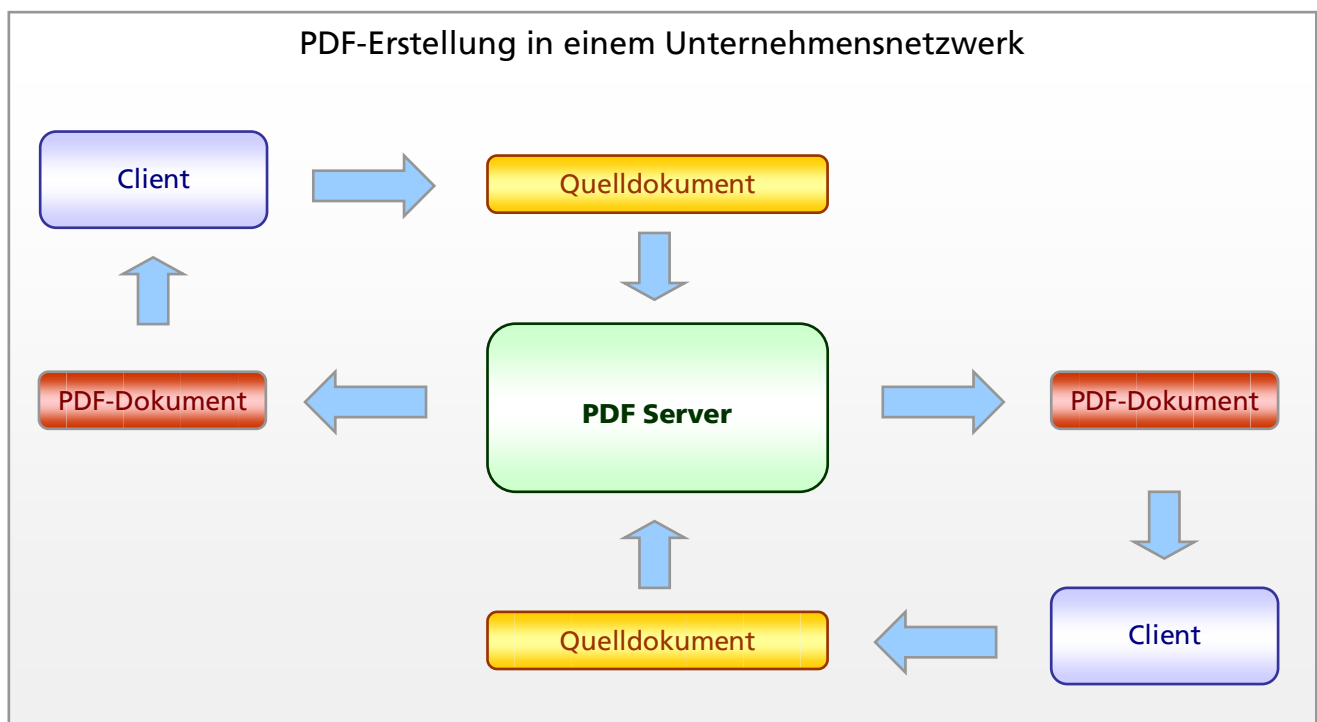 PDF-Erstellung in einem Unternehmensnetzwerk
Client
Quelldokument
PDF-Dokument
PDF Server
PDF-Dokument
Quelldokument
Client